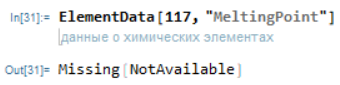 In[31]:= ElementData[117, "MeltingPoint"]
данные о химических элементах
Out[31]= Missing[NotAvailable]